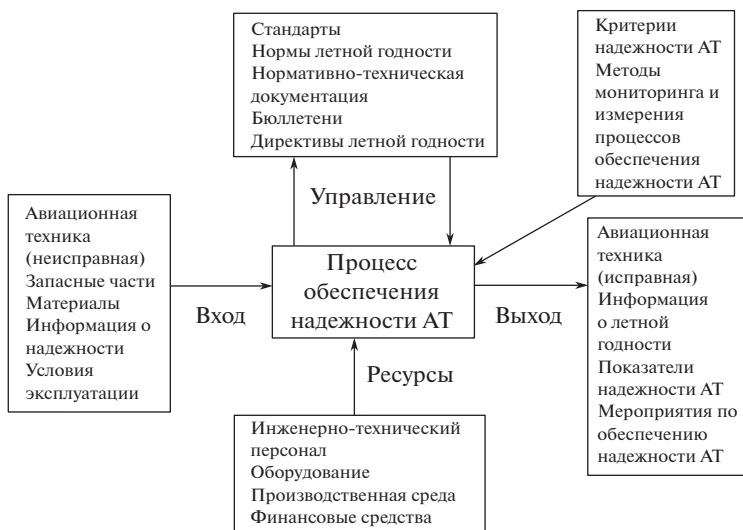 Стандарты
Нормы летной годности
Нормативно-техническая
документация
Бюллетени
Директивы летной годности
Критерии
надежности АТ
Методы
мониторинга и
измерения
процессов
обеспечения
надежности АТ
Управление
Авиационная
техника
(неисправная)
Запасные части
Материалы
Информация о
надежности
Условия
эксплуатации
Вход
Процесс
обеспечения
надежности АТ
Выход
Авиационная
техника
(исправная)
Информация
о летной
годности
Показатели
надежности АТ
Мероприятия по
обеспечению
надежности АТ
Ресурсы
Инженерно-технический
персонал
Оборудование
Производственная среда
Финансовые средства